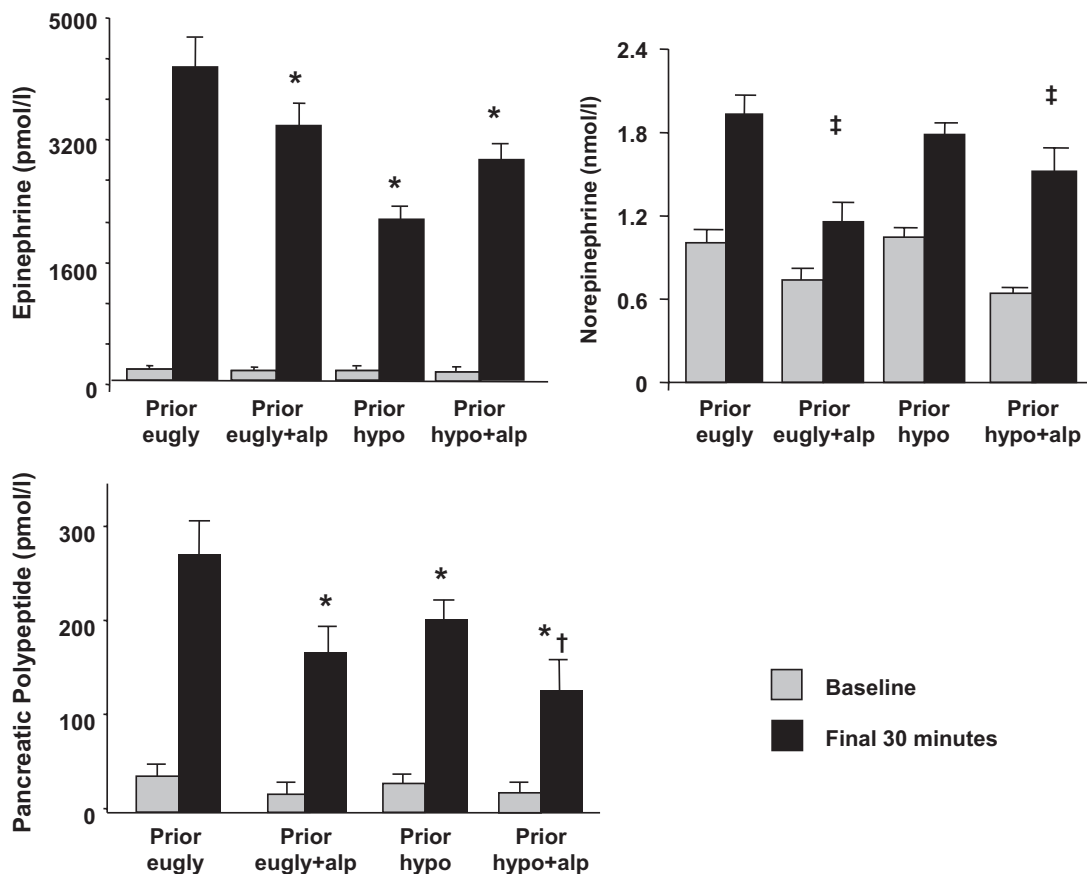 Epinephrine (pmol/l)
5000
3200
1600
0
*
*
*
Prior
eugly
Prior
eugly+alp
Prior
hypo
Prior
hypo+alp
Norepinephrine (nmol/l)
2.4
1.8
1.2
0.6
0
‡
‡
Prior
eugly
Prior
eugly+alp
Prior
hypo
Prior
hypo+alp
Pancreatic Polypeptide (pmol/l)
300
200
100
0
*
*
*†
Prior
eugly
Prior
eugly+alp
Prior
hypo
Prior
hypo+alp
Baseline
Final 30 minutes